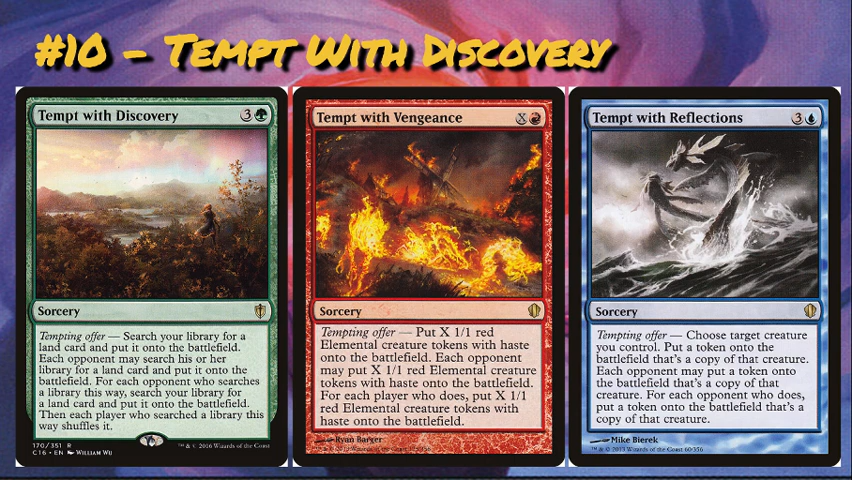 #10 - Tempt With Discovery
Tempt with Discovery 3
Sorcery
Tempting offer — Search your library for a
land card and put it onto the battlefield.
Each opponent may search his or her
library for a land card and put it onto the
battlefield. For each opponent who searches
a library this way, search your library for
a land card and put it onto the battlefield.
Then each player who searched a library this
way shuffles it.
170/351 R
C16 • EN William Wu
™ & © 2016 Wizards of the Coast
Tempt with Vengeance X
Sorcery
Tempting offer — Put X 1/1 red
Elemental creature tokens with haste
onto the battlefield. Each opponent
may put X 1/1 red Elemental creature
tokens with haste onto the battlefield.
For each player who does, put X 1/1
red Elemental creature tokens with
haste onto the battlefield.
Ryan Barger
Tempt with Reflections 3
Sorcery
Tempting offer — Choose target creature
you control. Put a token onto the
battlefield that's a copy of that creature.
Each opponent may put a token onto
the battlefield that's a copy of that
creature. For each opponent who does,
put a token onto the battlefield that's a
copy of that creature.
Mike Bierek
™ & © 2013 Wizards of the Coast 60/356